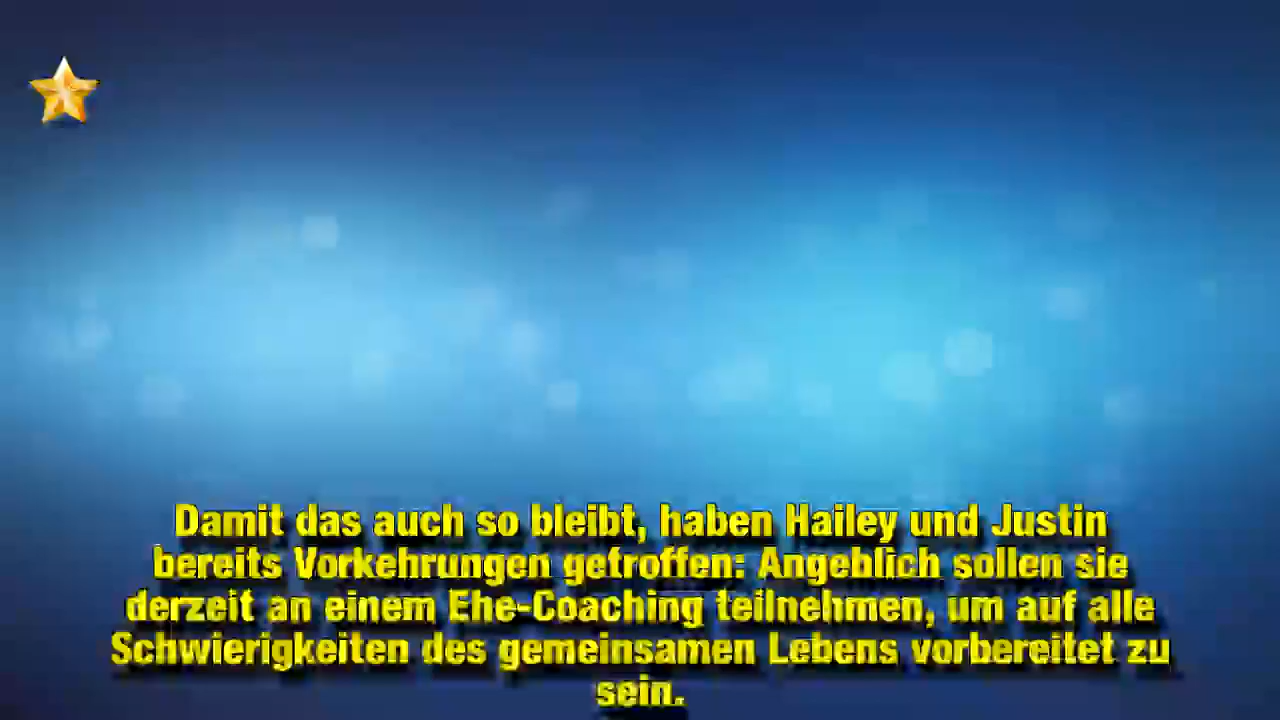 Damit das auch so bleibt, haben Hailey und Justin
bereits Vorkehrungen getroffen: Angeblich sollen sie
derzeit an einem Ehe-Coaching teilnehmen, um auf alle
Schwierigkeiten des gemeinsamen Lebens vorbereitet zu
sein.